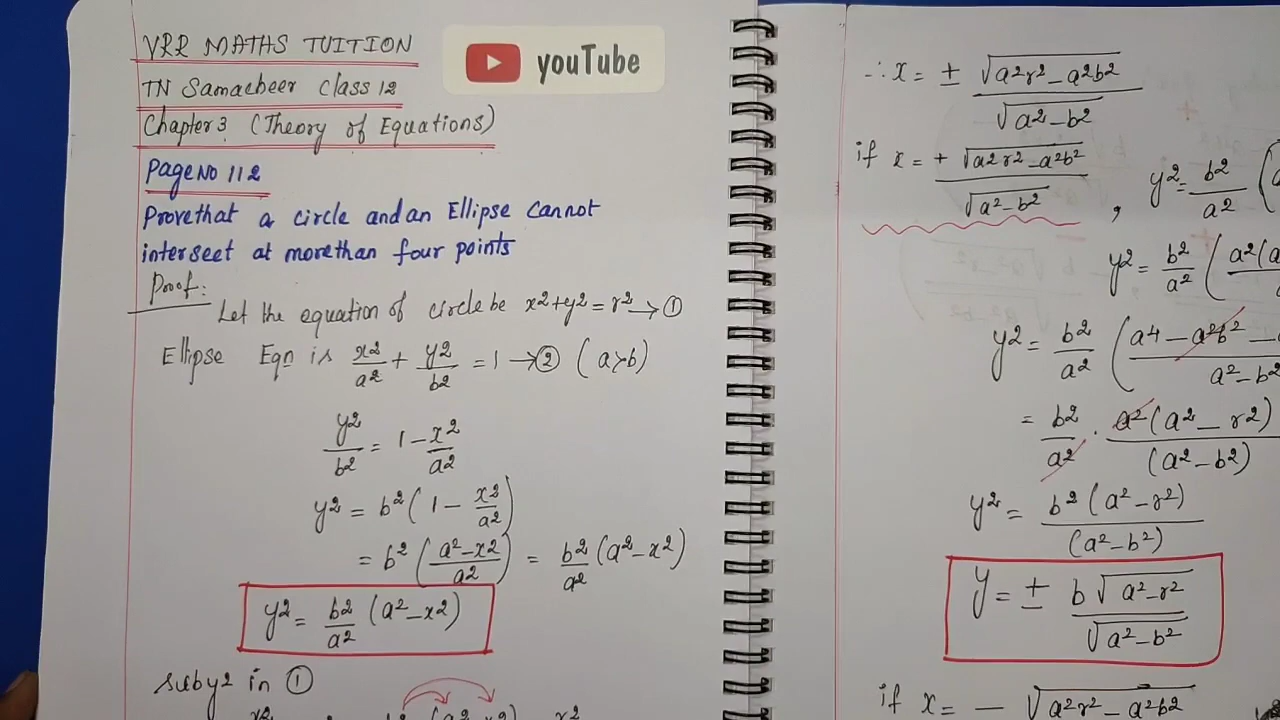 VRR MATHS TUITION
YouTube
TN Samacheer Class 12
Chapter 3 (Theory of Equations)
Page No 112
Prove that a circle and an Ellipse Cannot
intersect at more than four points
Proof:
Let the equation of circle be x²+y²=r² → ①
Ellipse Eqn is x²/a² + y²/b² = 1 → ② (a>b)
y²/b² = 1 - x²/a²
y² = b² (1 - x²/a²)
= b² ((a²-x²)/a²) = b²/a² (a²-x²)
y² = b²/a² (a²-x²)
sub y² in ①
∴ x = ± √(a²r² - a²b²) / √(a²-b²)
if x = + √(a²r² - a²b²) / √(a²-b²) , y² = b²/a² (
y² = b²/a² (a²(a
y² = b²/a² (a⁴ - a²b² - / a²-b²
= b²/a² · a²(a² - r²) / (a²-b²)
y² = b²(a²-r²) / (a²-b²)
y = ± b√(a²-r²) / √(a²-b²)
if x = - √(a²r² - a²b²)